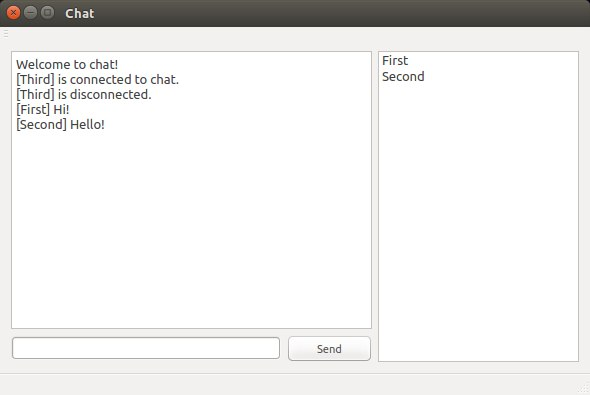 Chat
Welcome to chat!
[Third] is connected to chat.
[Third] is disconnected.
[First] Hi!
[Second] Hello!
First
Second
Send